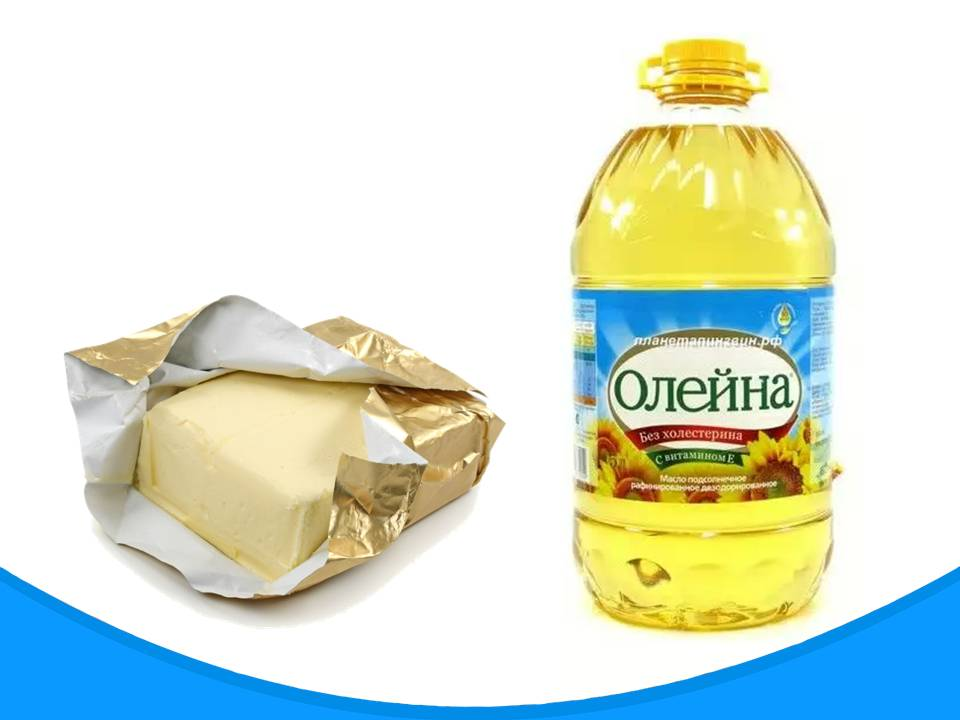 планетапингвин.рф
Олейна
Без холестерина
с витамином Е
Масло подсолнечное
рафинированное дезодорированное